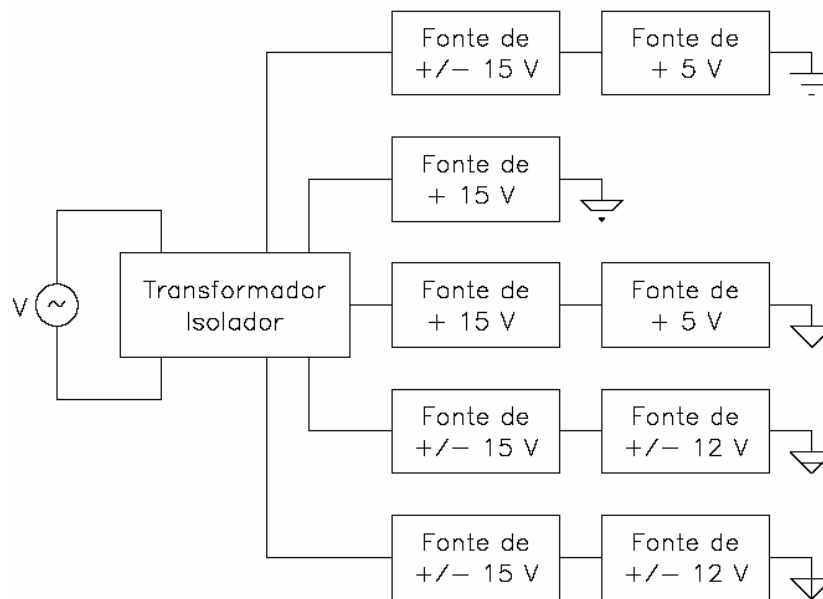 Fonte de
+/- 15 V
Fonte de
+ 5 V
Fonte de
+ 15 V
V
Transformador
Isolador
Fonte de
+ 15 V
Fonte de
+ 5 V
Fonte de
+/- 15 V
Fonte de
+/- 12 V
Fonte de
+/- 15 V
Fonte de
+/- 12 V